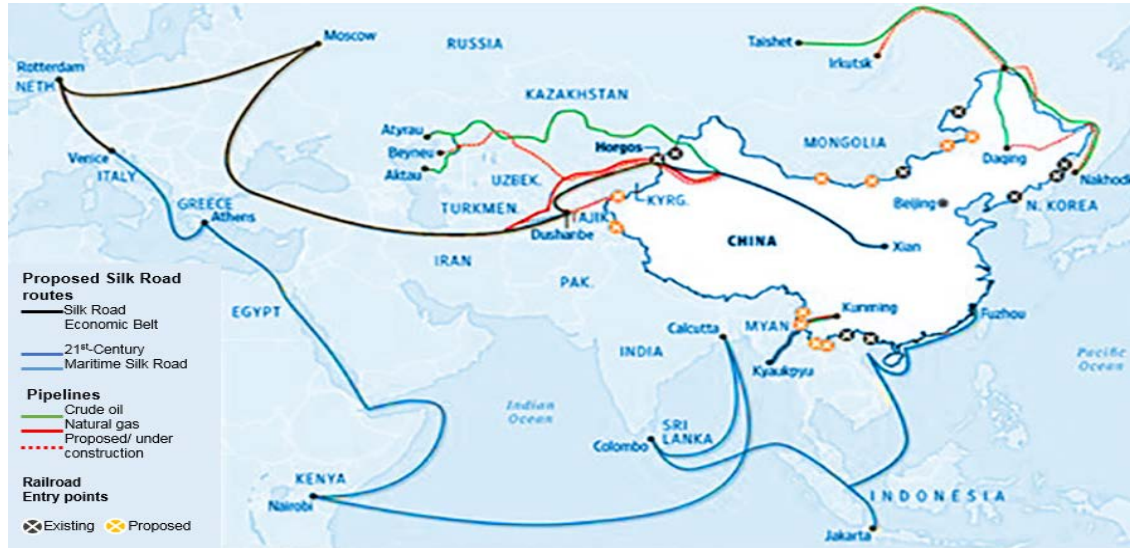 Moscow
RUSSIA
Taishet
Irkutsk
Rotterdam
NETH
KAZAKHSTAN
Atyrau
Beyneu
Aktau
Horgos
MONGOLIA
Daqing
Nakhodk
Venice
ITALY
UZBEK.
KYRG.
GREECE
Athens
TURKMEN.
TAJIK
Dushanbe
Beijing
N. KOREA
CHINA
Xian
IRAN
PAK.
EGYPT
Calcutta
MYAN
Kunming
Fuzhou
INDIA
Kyaukpyu
Pacific
Ocean
Indian
Ocean
SRI
LANKA
Colombo
KENYA
Nairobi
INDONESIA
Jakarta
Proposed Silk Road
routes
Silk Road
Economic Belt
21st-Century
Maritime Silk Road
Pipelines
Crude oil
Natural gas
Proposed/ under
construction
Railroad
Entry points
Existing
Proposed